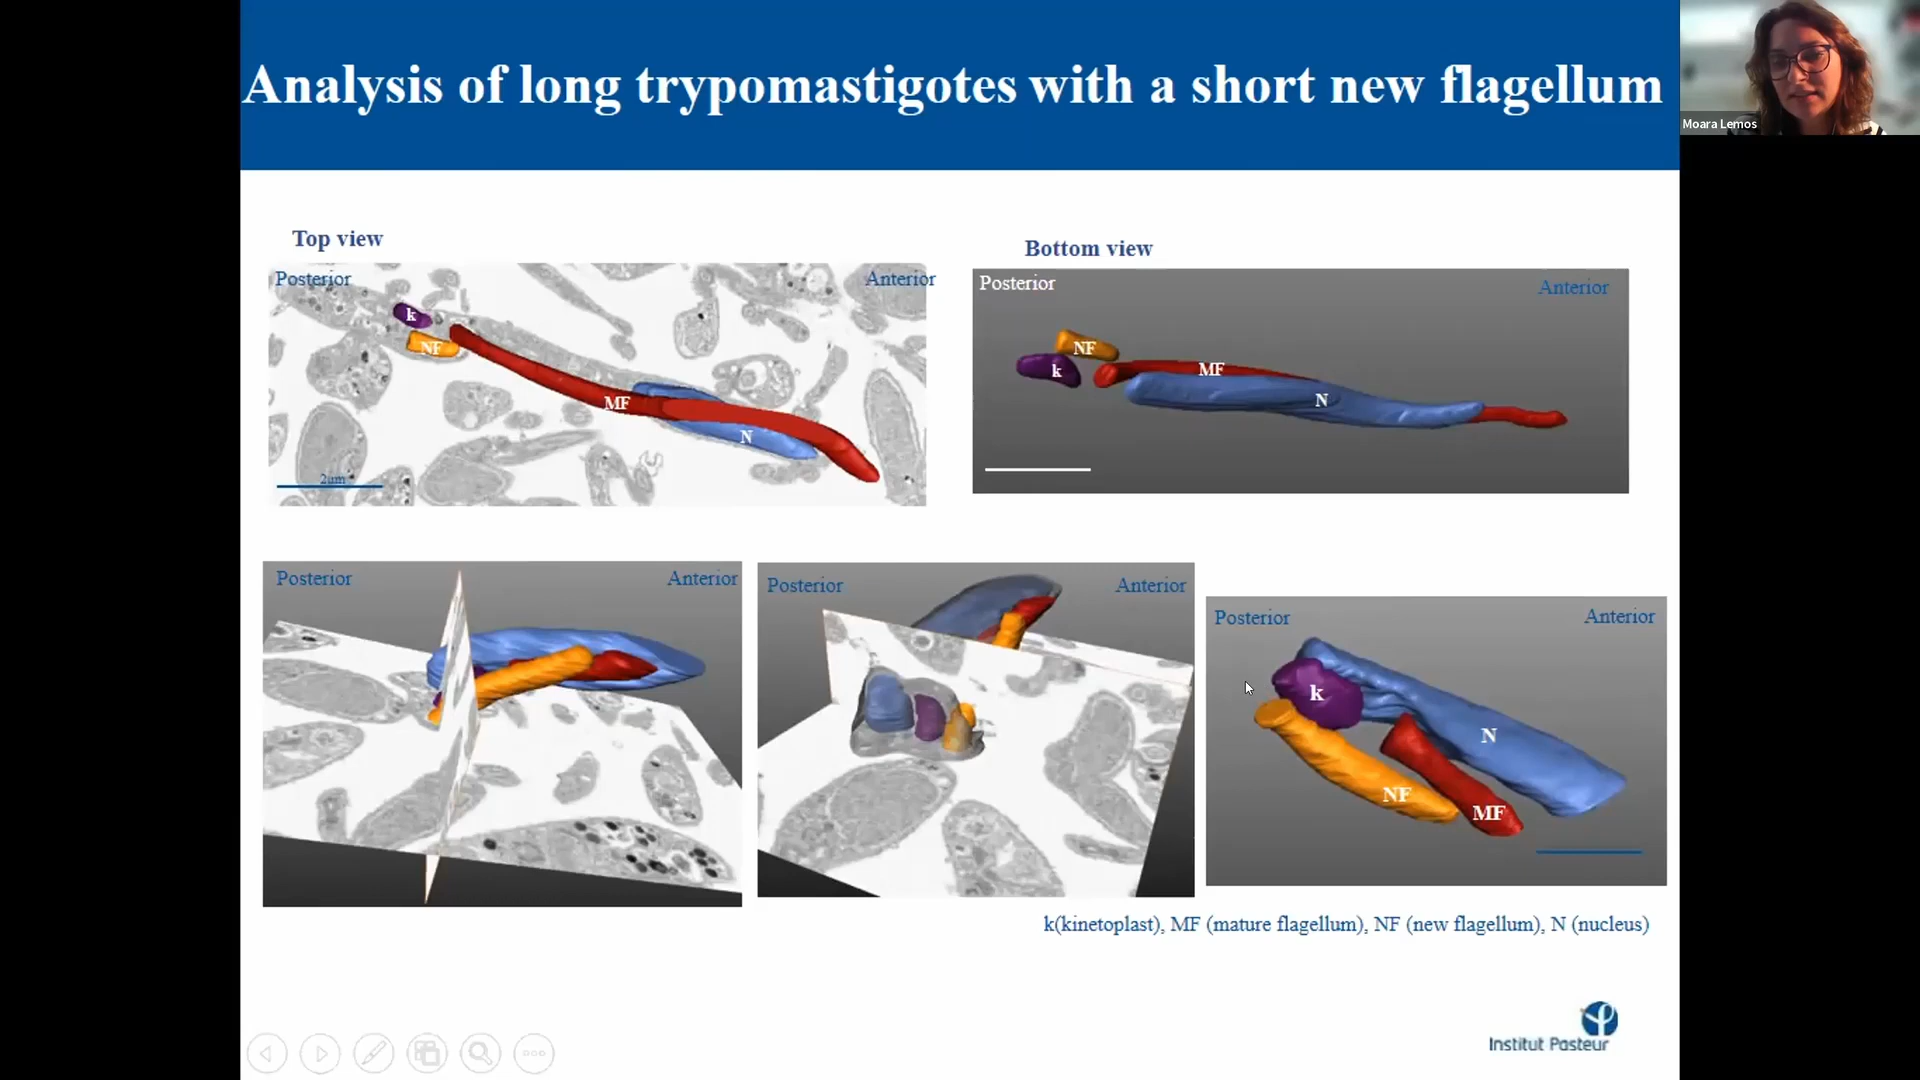 Analysis of long trypomastigotes with a short new flagellum
Moara Lemos
Top view
Bottom view
Posterior
Anterior
k
NF
MF
N
2µm
Posterior
Anterior
NF
k
MF
N
Posterior
Anterior
Posterior
Anterior
Posterior
Anterior
k
N
NF
MF
k(kinetoplast), MF (mature flagellum), NF (new flagellum), N (nucleus)
Institut Pasteur